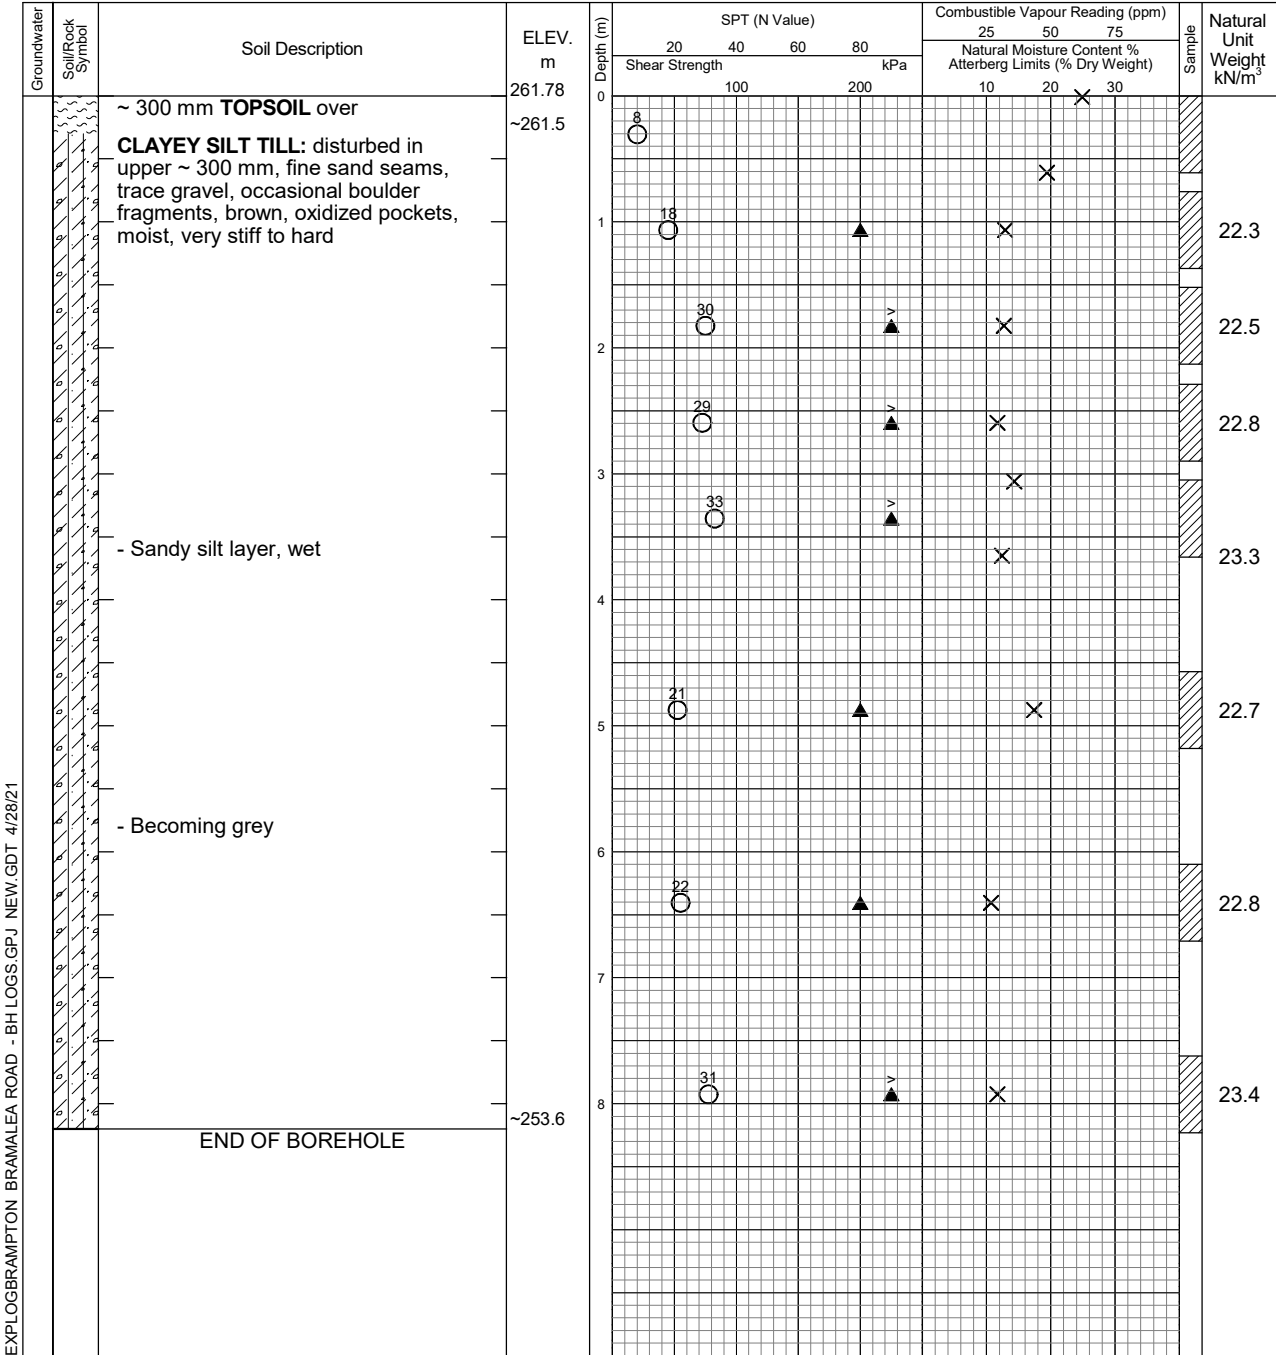 Groundwater
Soil/Rock
Symbol
Soil Description
ELEV.
m
Depth (m)
SPT (N Value)
20 40 60 80
Shear Strength kPa
100 200
Combustible Vapour Reading (ppm)
25 50 75
Natural Moisture Content %
Atterberg Limits (% Dry Weight)
10 20 30
Sample
Natural
Unit
Weight
kN/m3
261.78
0
~ 300 mm TOPSOIL over
~261.5
8
CLAYEY SILT TILL: disturbed in
upper ~ 300 mm, fine sand seams,
trace gravel, occasional boulder
fragments, brown, oxidized pockets,
moist, very stiff to hard
18
1
22.3
30
>
22.5
2
29
>
22.8
3
33
>
- Sandy silt layer, wet
23.3
4
21
22.7
5
- Becoming grey
6
22
22.8
7
31
>
23.4
8
~253.6
END OF BOREHOLE
EXPLOGBRAMPTON BRAMALEA ROAD - BH LOGS.GPJ NEW.GDT 4/28/21